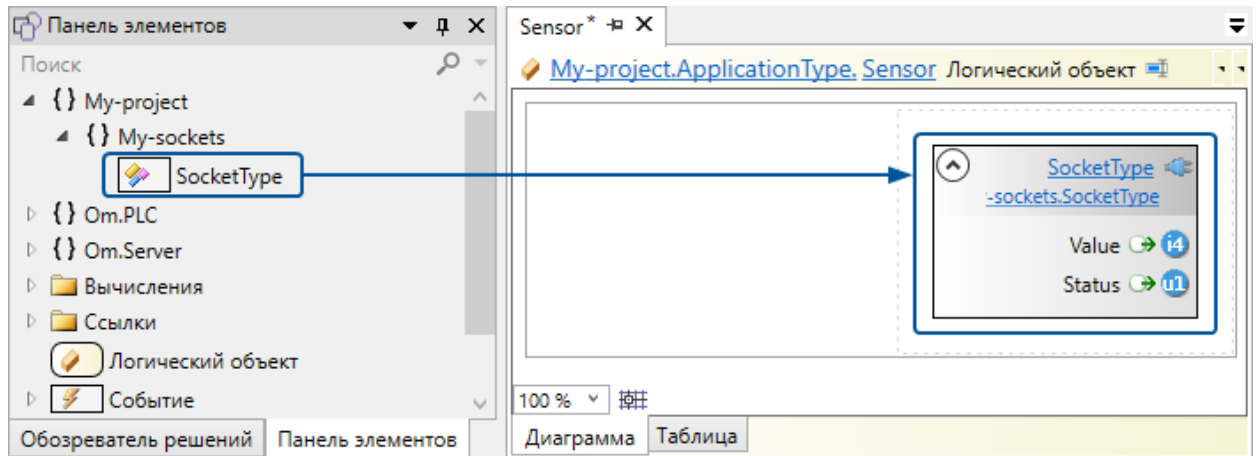 Панель элементов
Поиск
{} My-project
{} My-sockets
SocketType
{} Om.PLC
{} Om.Server
Вычисления
Ссылки
Логический объект
Событие
Обозреватель решений
Панель элементов
Sensor*
My-project.ApplicationType. Sensor Логический объект
SocketType
-sockets.SocketType
Value i4
Status u1
100 %
Диаграмма
Таблица